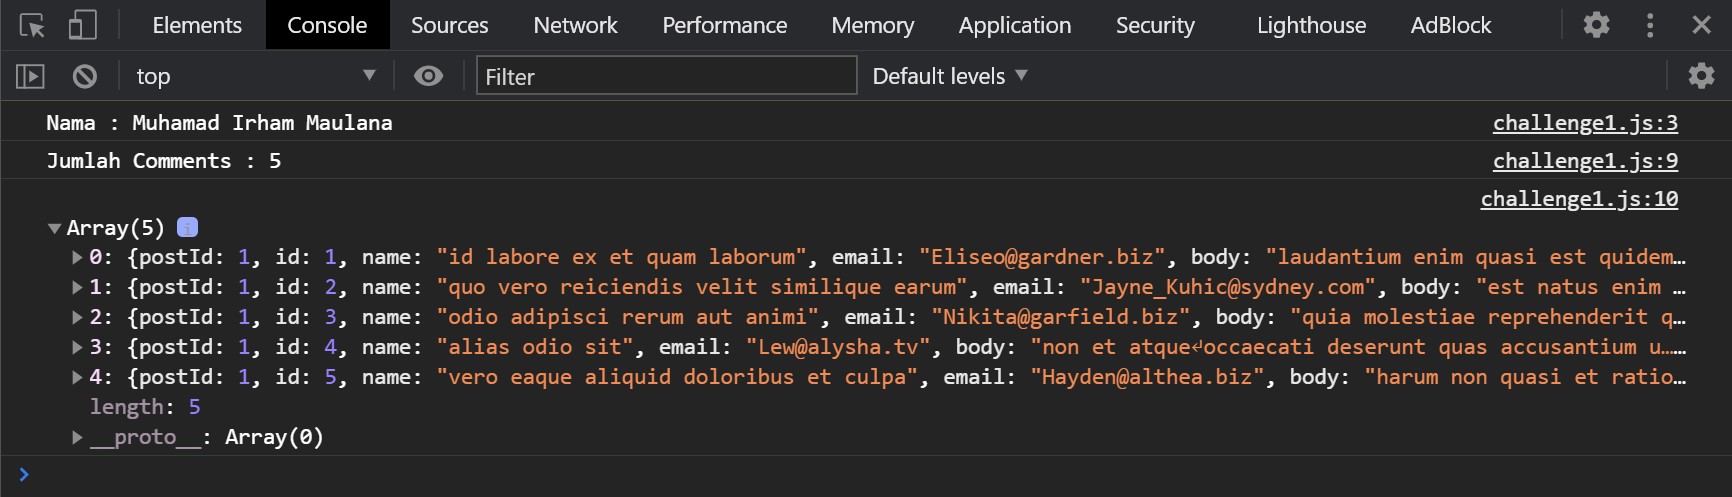 Elements Console Sources Network Performance Memory Application Security Lighthouse AdBlock
top Filter Default levels
Nama : Muhamad Irham Maulana challenge1.js:3
Jumlah Comments : 5 challenge1.js:9
challenge1.js:10
Array(5) i
0: {postId: 1, id: 1, name: "id labore ex et quam laborum", email: "Eliseo@gardner.biz", body: "laudantium enim quasi est quidem…
1: {postId: 1, id: 2, name: "quo vero reiciendis velit similique earum", email: "Jayne_Kuhic@sydney.com", body: "est natus enim …
2: {postId: 1, id: 3, name: "odio adipisci rerum aut animi", email: "Nikita@garfield.biz", body: "quia molestiae reprehenderit q…
3: {postId: 1, id: 4, name: "alias odio sit", email: "Lew@alysha.tv", body: "non et atque↵occaecati deserunt quas accusantium u……
4: {postId: 1, id: 5, name: "vero eaque aliquid doloribus et culpa", email: "Hayden@althea.biz", body: "harum non quasi et ratio…
length: 5
__proto__: Array(0)